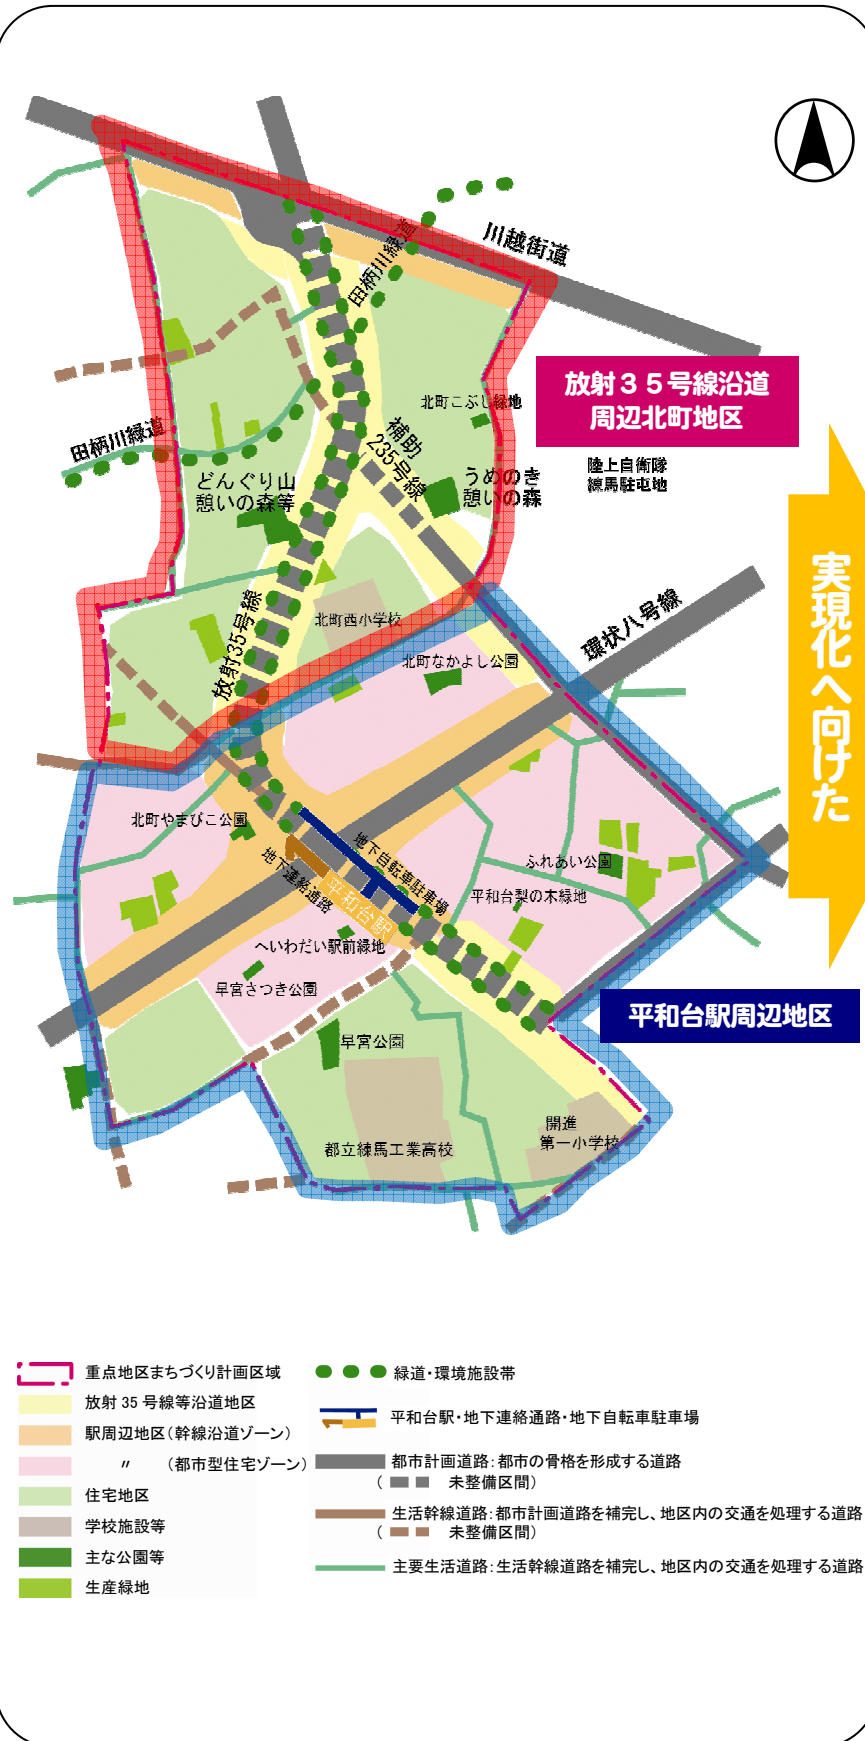 川越街道
田柄川緑道
放射３５号線沿道
周辺北町地区
北町こぶし緑地
補助
235号線
田柄川緑道
陸上自衛隊
練馬駐屯地
うめのき
憩いの森
どんぐり山
憩いの森等
実現化へ向けた
放射35号線
北町西小学校
環状八号線
北町なかよし公園
北町やまびこ公園
地下自転車駐車場
地下連絡通路
平和台駅
ふれあい公園
平和台梨の木緑地
へいわだい駅前緑地
早宮さつき公園
平和台駅周辺地区
早宮公園
開進
第一小学校
都立練馬工業高校
重点地区まちづくり計画区域
放射 35 号線等沿道地区
駅周辺地区(幹線沿道ゾーン)
〃 (都市型住宅ゾーン)
住宅地区
学校施設等
主な公園等
生産緑地
緑道・環境施設帯
平和台駅・地下連絡通路・地下自転車駐車場
都市計画道路：都市の骨格を形成する道路
( 未整備区間)
生活幹線道路：都市計画道路を補完し、地区内の交通を処理する道路
( 未整備区間)
主要生活道路：生活幹線道路を補完し、地区内の交通を処理する道路